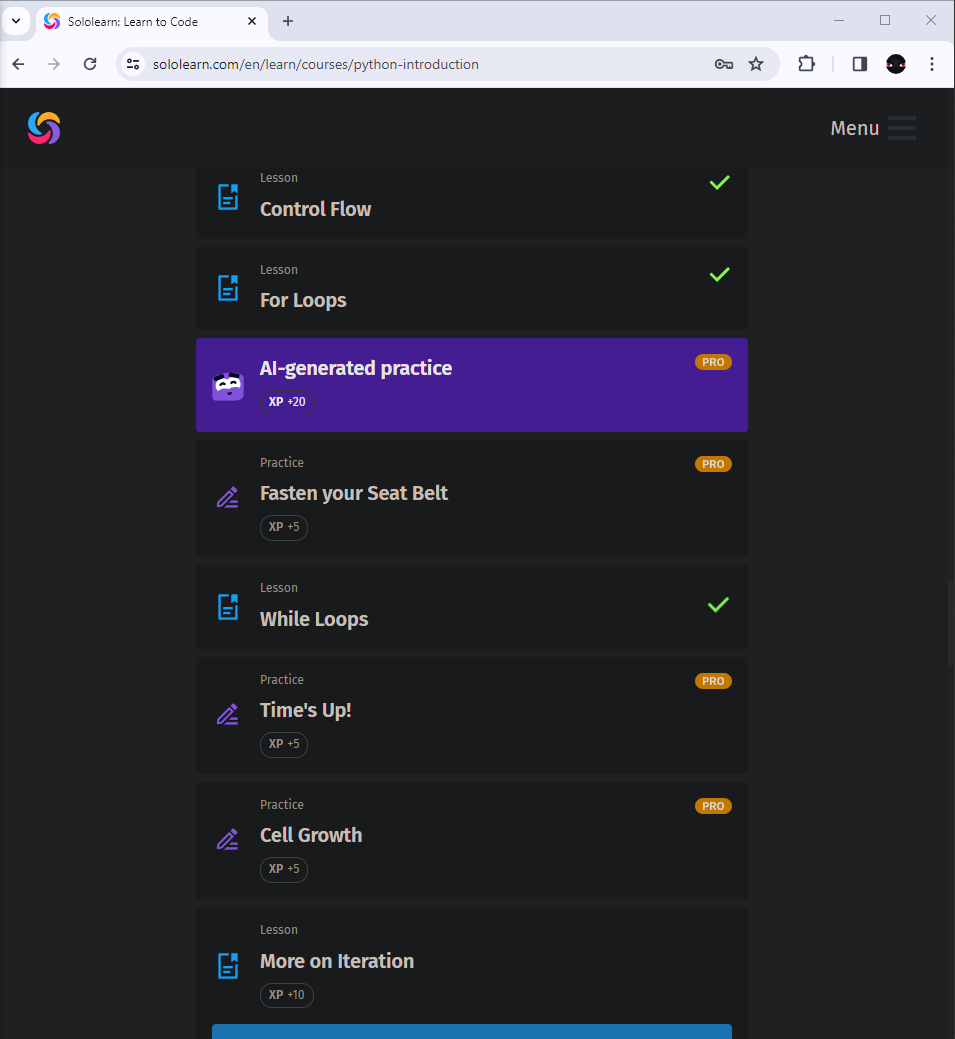 Sololearn: Learn to Code
sololearn.com/en/learn/courses/python-introduction
Menu
Lesson
Control Flow
Lesson
For Loops
AI-generated practice
PRO
XP +20
Practice
PRO
Fasten your Seat Belt
XP +5
Lesson
While Loops
Practice
PRO
Time's Up!
XP +5
Practice
PRO
Cell Growth
XP +5
Lesson
More on Iteration
XP +10